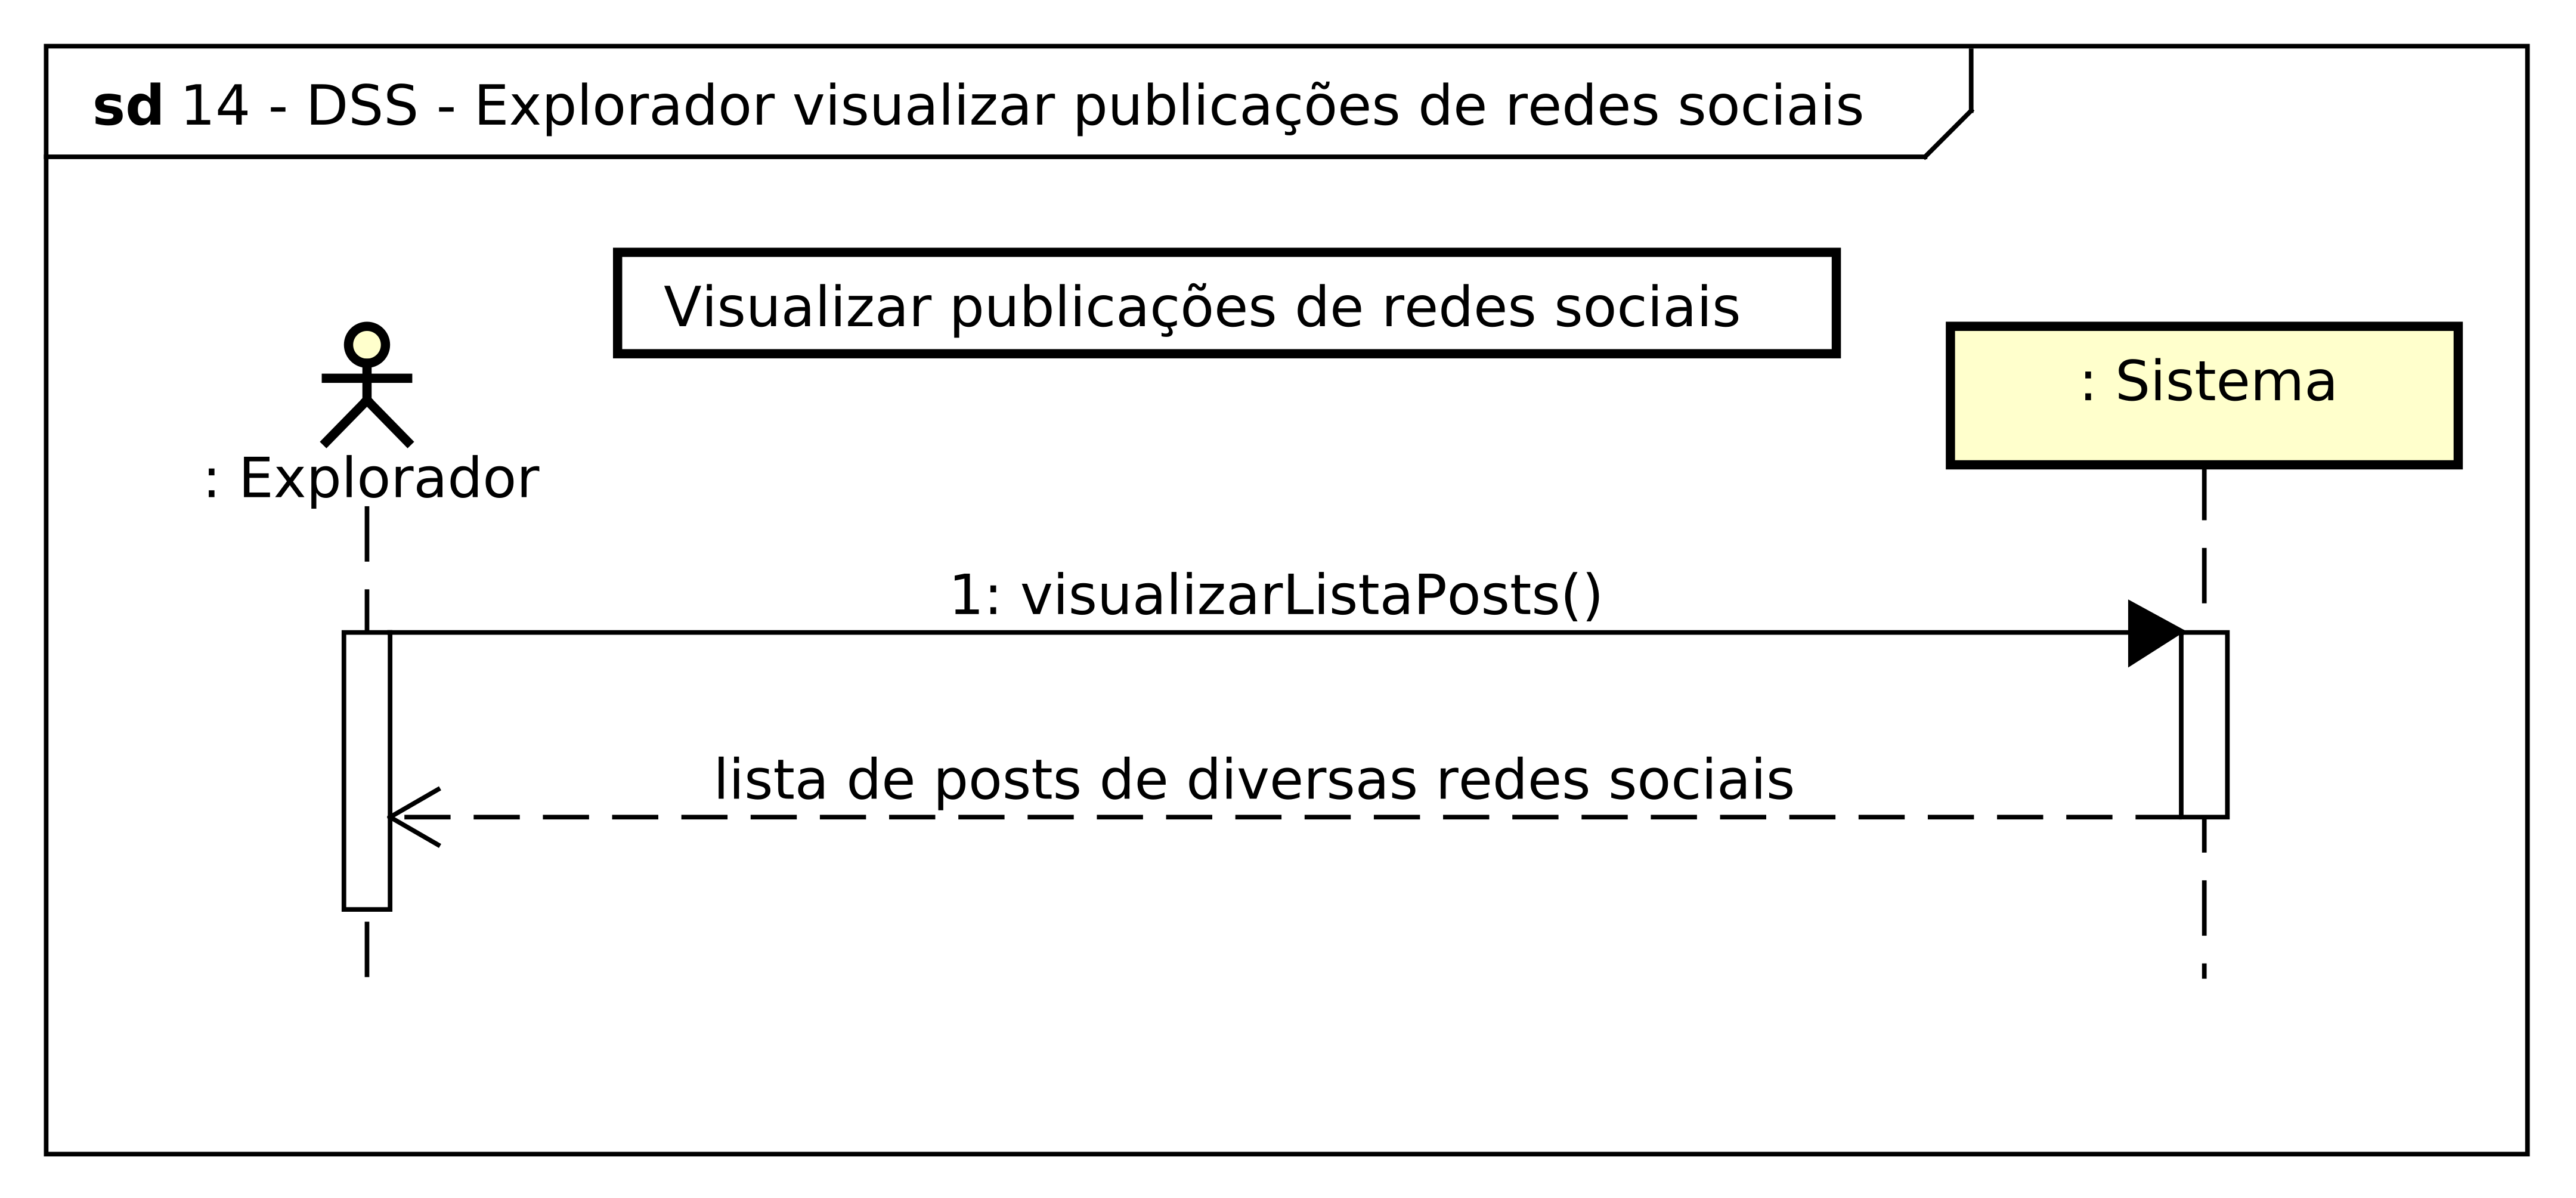 sd 14 - DSS - Explorador visualizar publicações de redes sociais
Visualizar publicações de redes sociais
: Sistema
: Explorador
1: visualizarListaPosts()
lista de posts de diversas redes sociais